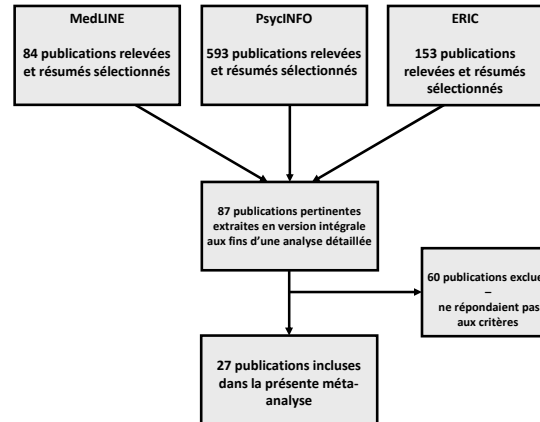 MedLINE
84 publications relevées
et résumés sélectionnés
PsycINFO
593 publications relevées
et résumés sélectionnés
ERIC
153 publications
relevées et résumés
sélectionnés
87 publications pertinentes
extraites en version intégrale
aux fins d'une analyse détaillée
60 publications exclue
–
ne répondaient pas
aux critères
27 publications incluses
dans la présente méta-
analyse